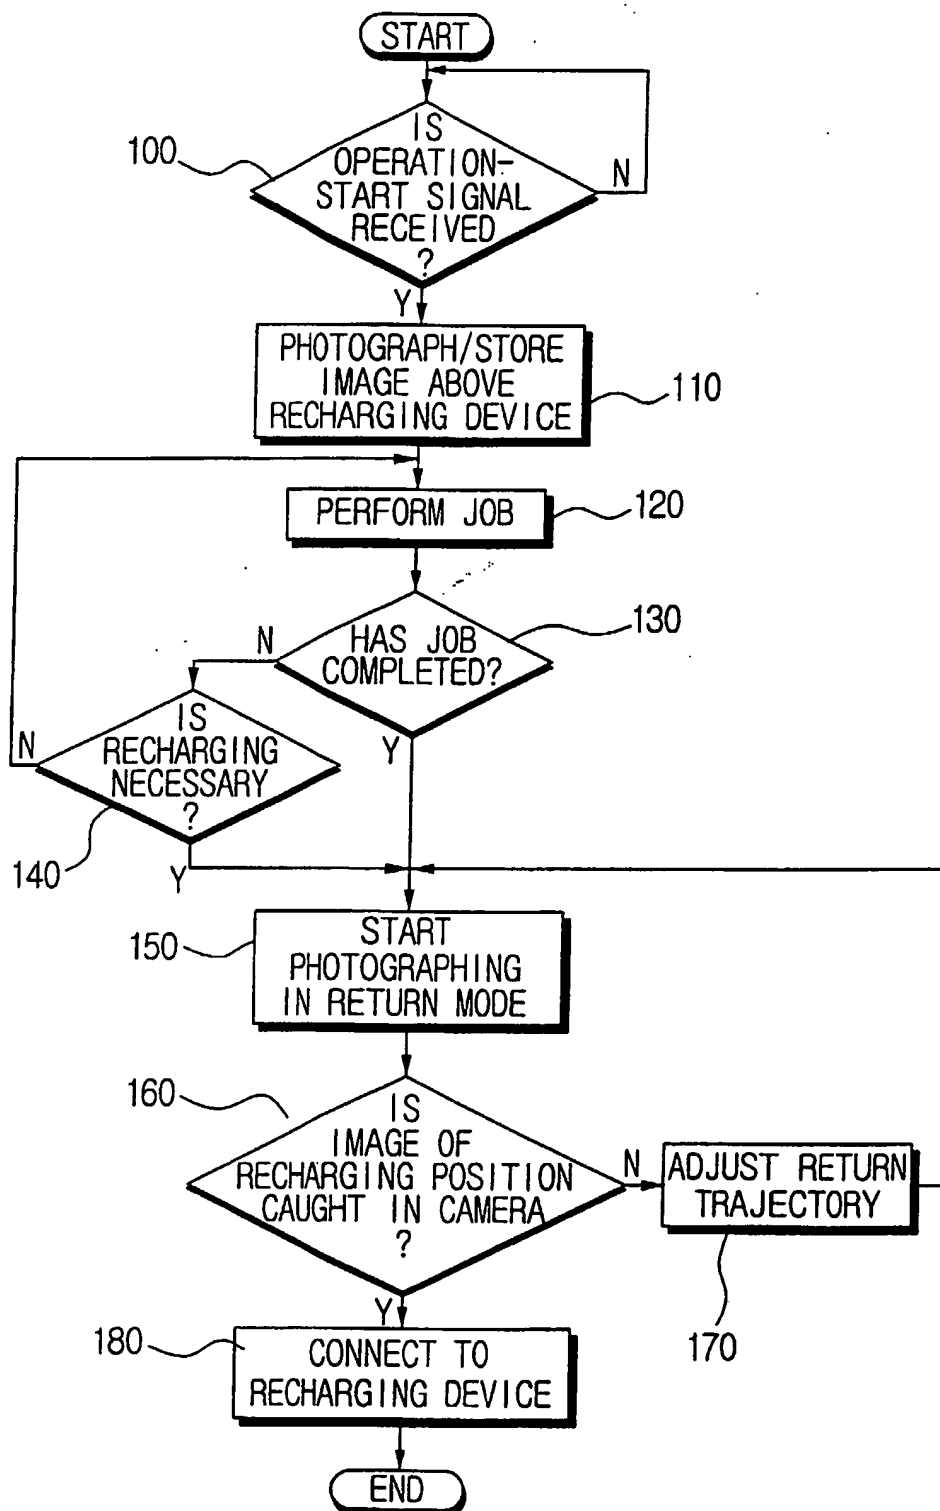 START
100
IS
OPERATION-
START SIGNAL
RECEIVED
?
N
Y
PHOTOGRAPH/STORE
IMAGE ABOVE
RECHARGING DEVICE
110
PERFORM JOB
120
HAS JOB
COMPLETED?
130
N
Y
IS
RECHARGING
NECESSARY
?
N
140
Y
START
PHOTOGRAPHING
IN RETURN MODE
150
160
IS
IMAGE OF
RECHARGING POSITION
CAUGHT IN CAMERA
?
N
ADJUST RETURN
TRAJECTORY
170
Y
180
CONNECT TO
RECHARGING DEVICE
END